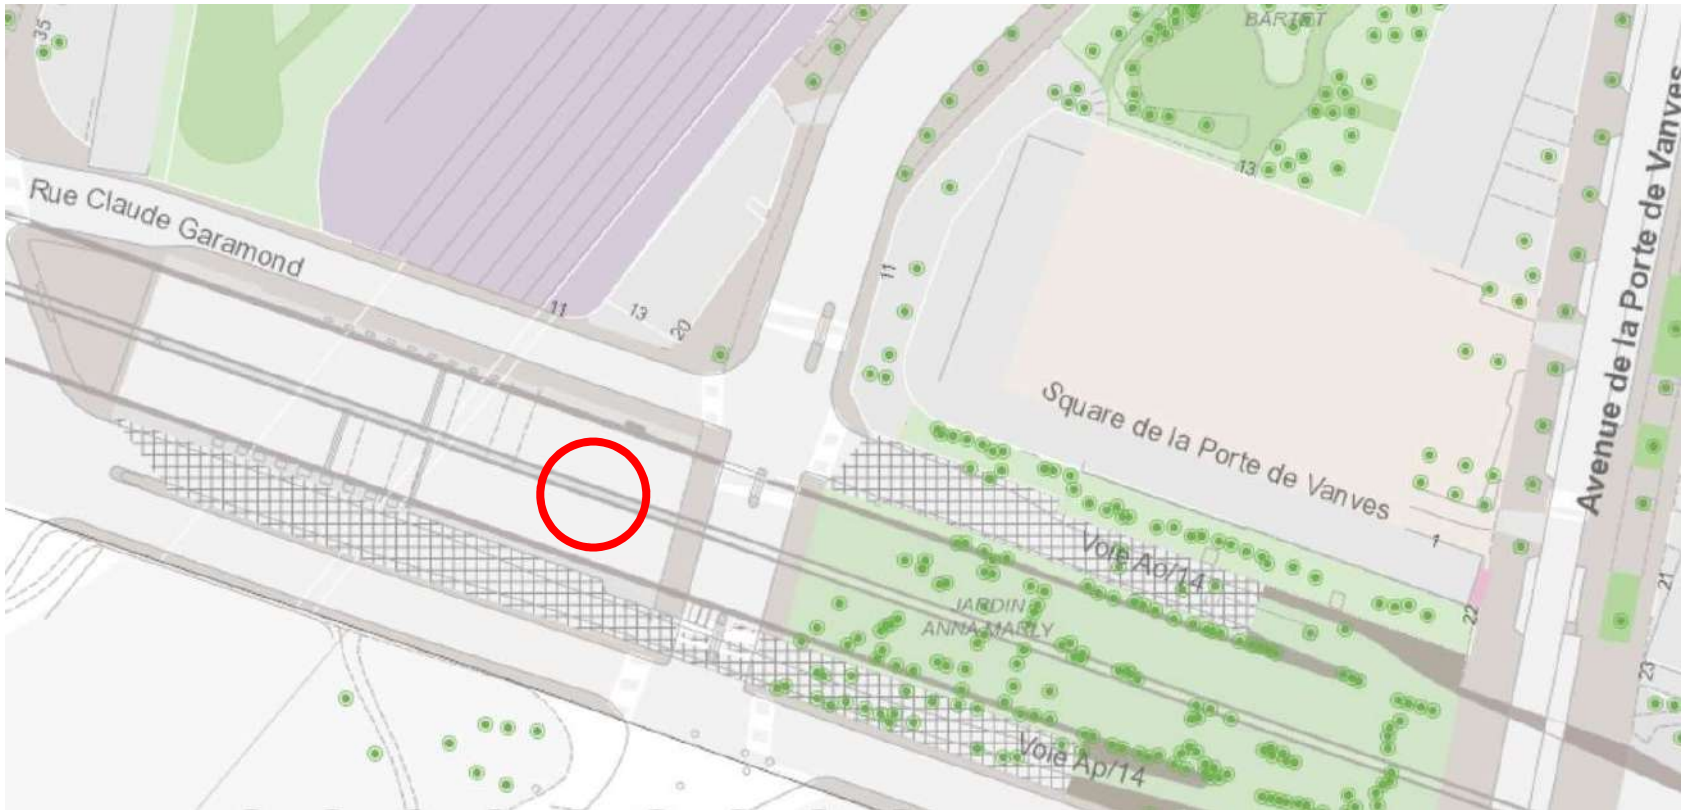 BARTET
35
Avenue de la Porte de Vanves
13
Rue Claude Garamond
11
11
13
20
Square de la Porte de Vanves
1
Voie Ao/14
21
JARDIN
ANNA MARLY
22
23
Voie Ap/14